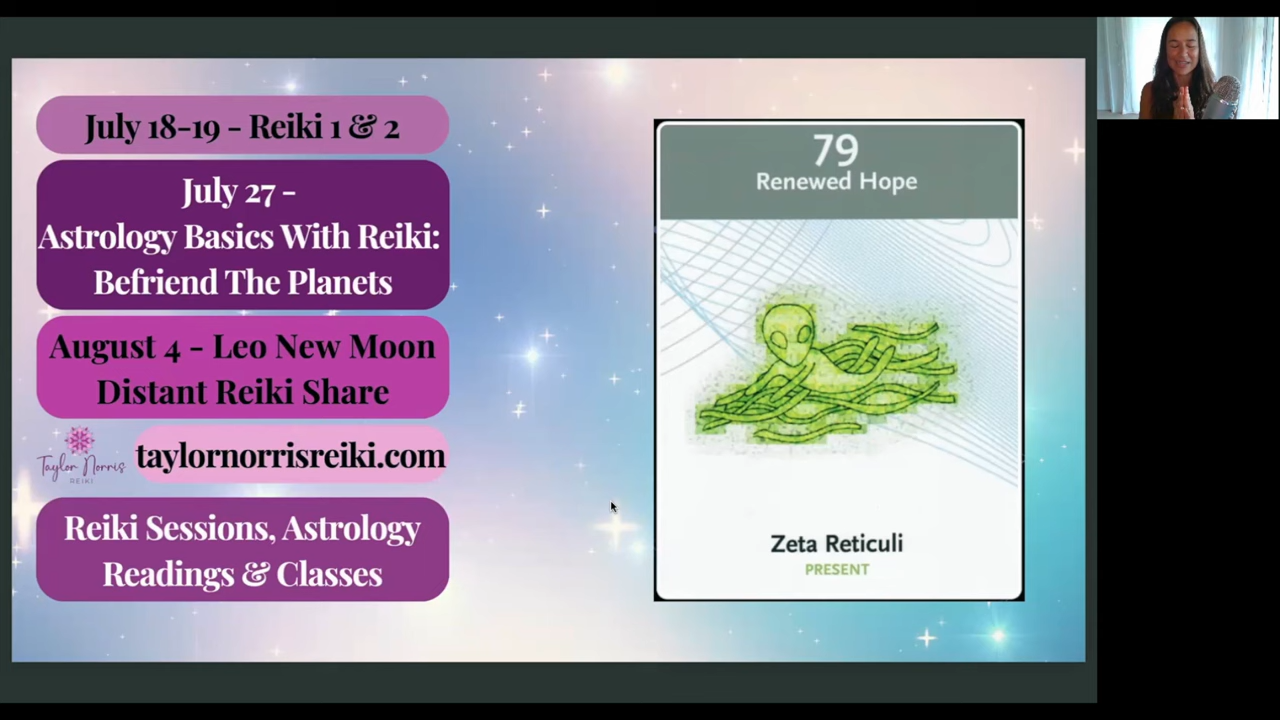 July 18-19 - Reiki 1 & 2
July 27 -
Astrology Basics With Reiki:
Befriend The Planets
August 4 - Leo New Moon
Distant Reiki Share
Taylor Norris
REIKI
taylornorrisreiki.com
Reiki Sessions, Astrology
Readings & Classes
79
Renewed Hope
Zeta Reticuli
PRESENT